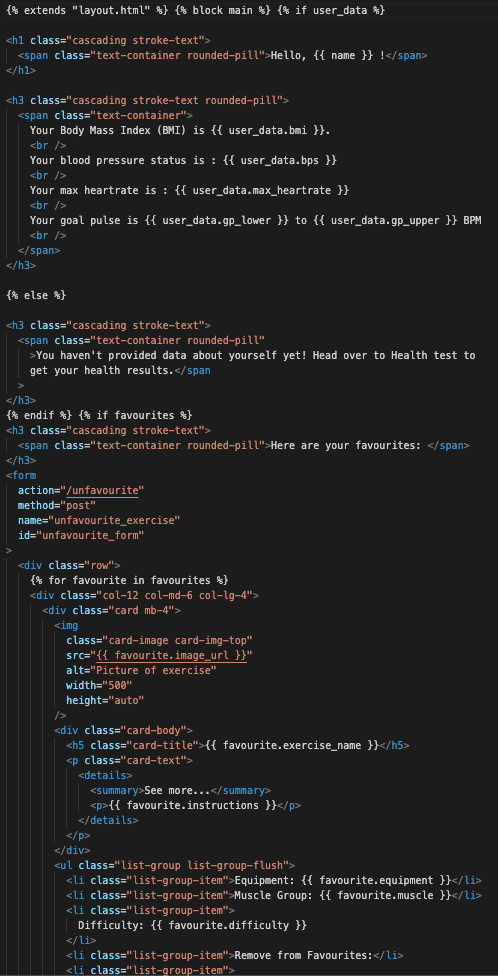 {% extends "layout.html" %} {% block main %} {% if user_data %}

<h1 class="cascading stroke-text">
  <span class="text-container rounded-pill">Hello, {{ name }} !</span>
</h1>

<h3 class="cascading stroke-text rounded-pill">
  <span class="text-container">
    Your Body Mass Index (BMI) is {{ user_data.bmi }}.
    <br />
    Your blood pressure status is : {{ user_data.bps }}
    <br />
    Your max heartrate is : {{ user_data.max_heartrate }}
    <br />
    Your goal pulse is {{ user_data.gp_lower }} to {{ user_data.gp_upper }} BPM
    <br />
  </span>
</h3>

{% else %}

<h3 class="cascading stroke-text">
  <span class="text-container rounded-pill"
    >You haven't provided data about yourself yet! Head over to Health test to
    get your health results.</span
  >
</h3>
{% endif %} {% if favourites %}
<h3 class="cascading stroke-text">
  <span class="text-container rounded-pill">Here are your favourites: </span>
</h3>
<form
  action="/unfavourite"
  method="post"
  name="unfavourite_exercise"
  id="unfavourite_form"
>
  <div class="row">
    {% for favourite in favourites %}
    <div class="col-12 col-md-6 col-lg-4">
      <div class="card mb-4">
        <img
          class="card-image card-img-top"
          src="{{ favourite.image_url }}"
          alt="Picture of exercise"
          width="500"
          height="auto"
        />
        <div class="card-body">
          <h5 class="card-title">{{ favourite.exercise_name }}</h5>
          <p class="card-text">
            <details>
              <summary>See more...</summary>
              <p>{{ favourite.instructions }}</p>
            </details>
          </p>
        </div>
        <ul class="list-group list-group-flush">
          <li class="list-group-item">Equipment: {{ favourite.equipment }}</li>
          <li class="list-group-item">Muscle Group: {{ favourite.muscle }}</li>
          <li class="list-group-item">
            Difficulty: {{ favourite.difficulty }}
          </li>
          <li class="list-group-item">Remove from Favourites:</li>
          <li class="list-group-item">